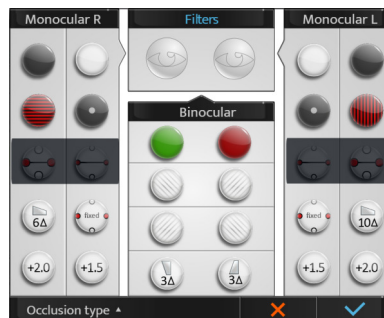 Monocular R
Filters
Monocular L
Binocular
6Δ
fixed
fixed
10Δ
+2.0
+1.5
3Δ
3Δ
+1.5
+2.0
Occlusion type